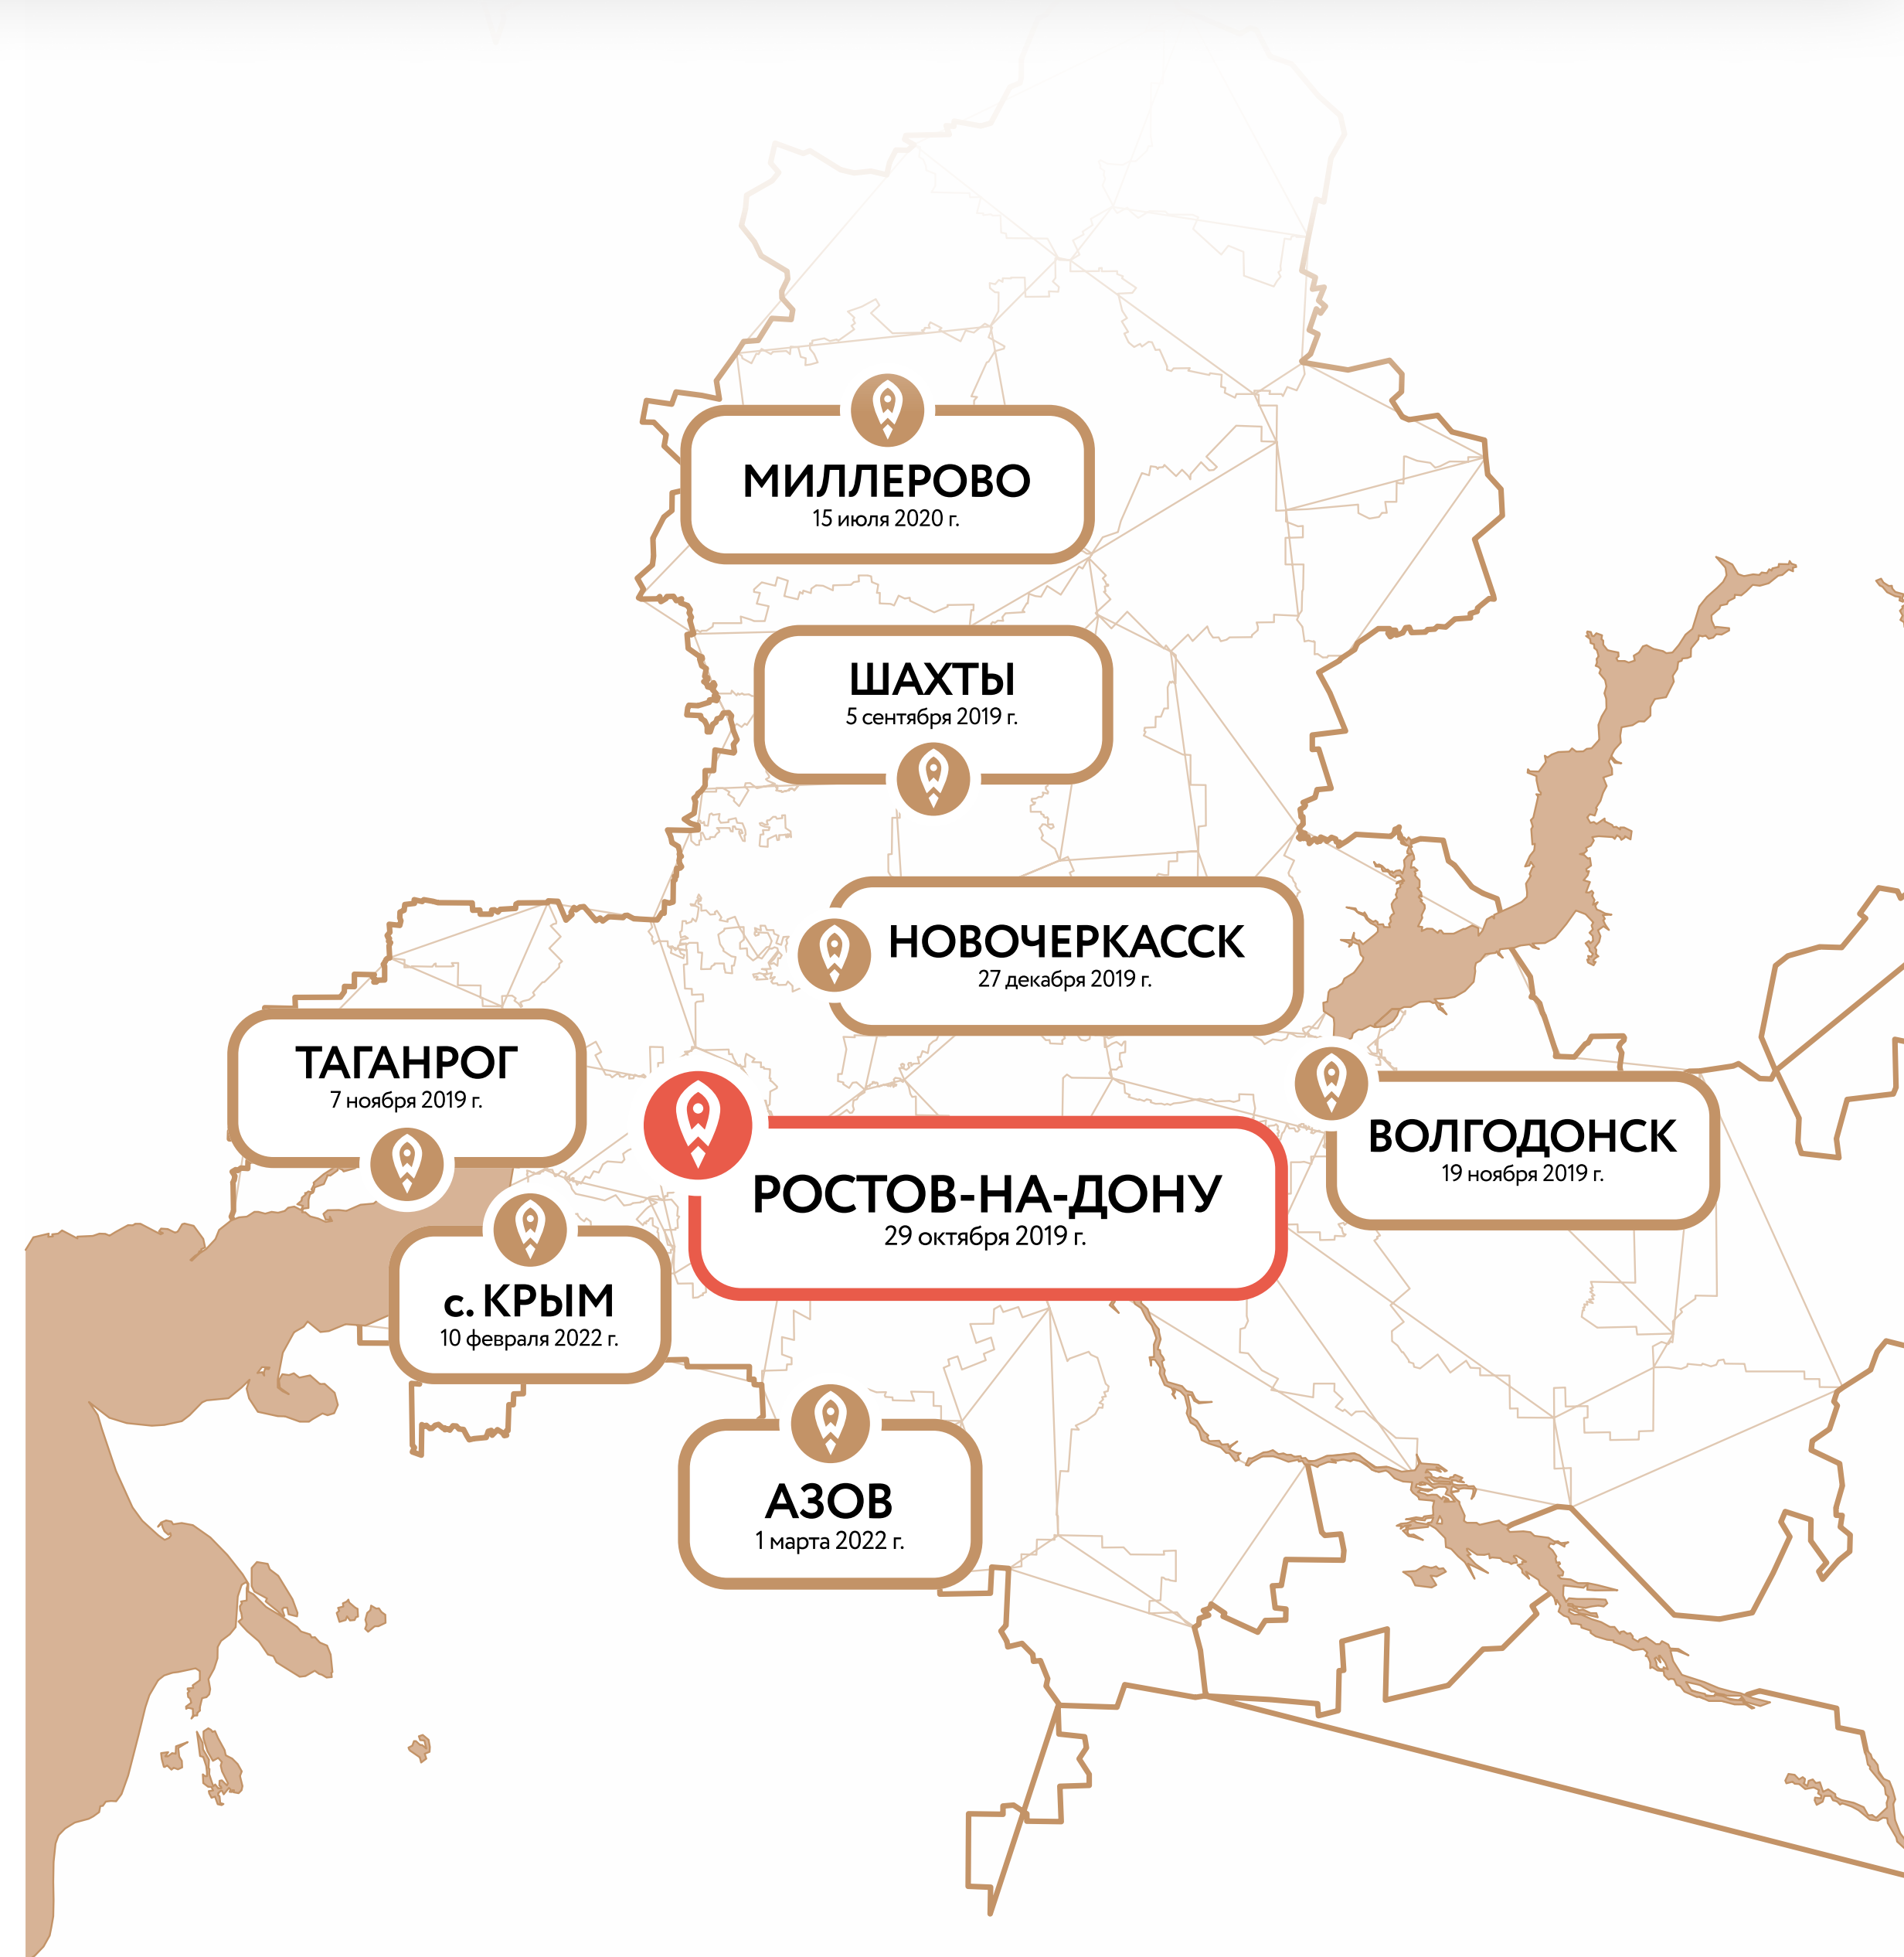 МИЛЛЕРОВО
15 июля 2020 г.
ШАХТЫ
5 сентября 2019 г.
НОВОЧЕРКАССК
27 декабря 2019 г.
ТАГАНРОГ
7 ноября 2019 г.
ВОЛГОДОНСК
19 ноября 2019 г.
РОСТОВ-НА-ДОНУ
29 октября 2019 г.
с. КРЫМ
10 февраля 2022 г.
АЗОВ
1 марта 2022 г.